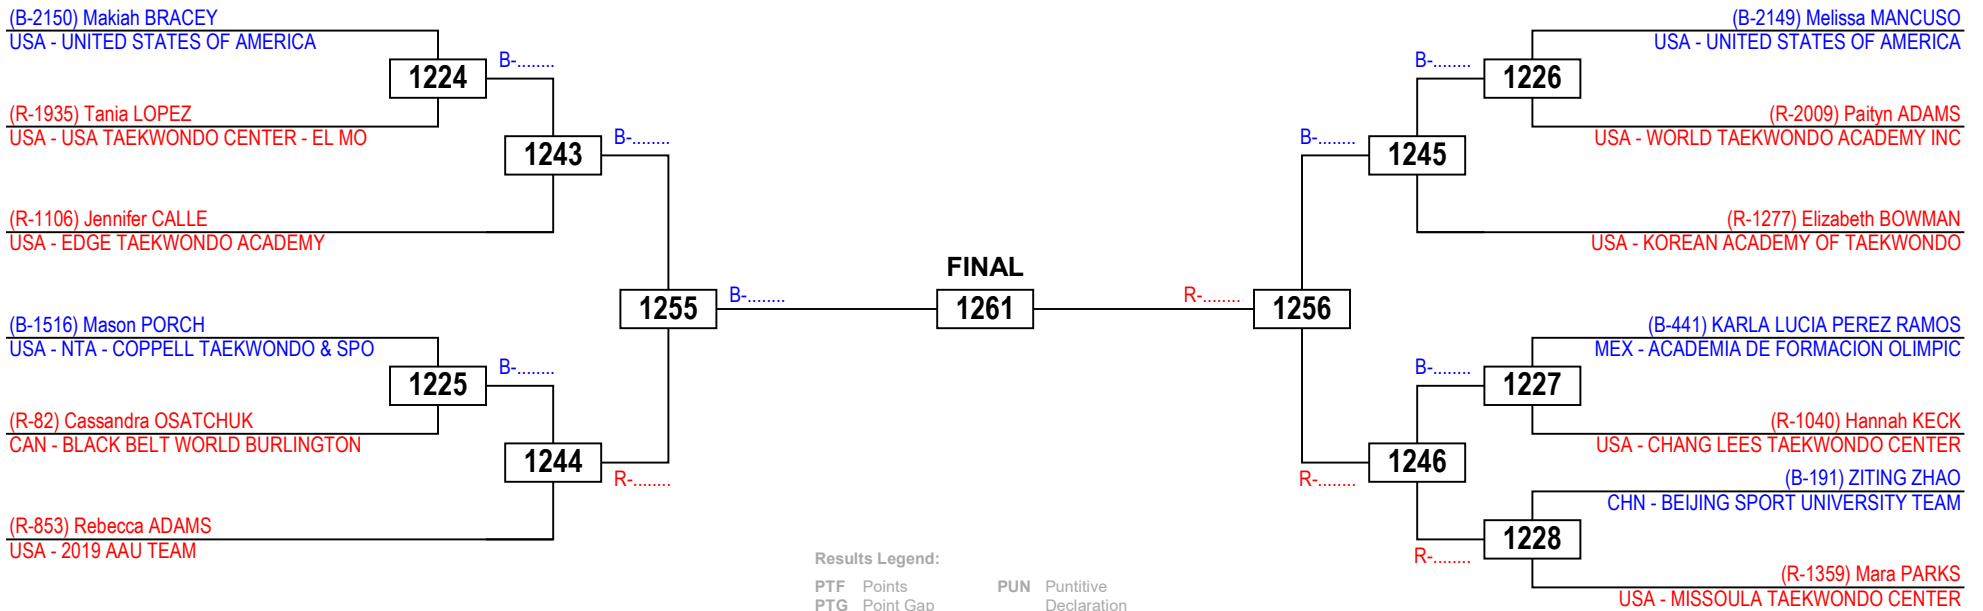 (B-2150) Makiah BRACEY
USA - UNITED STATES OF AMERICA
B-........
1224
(R-1935) Tania LOPEZ
USA - USA TAEKWONDO CENTER - EL MO
B-........
1243
(R-1106) Jennifer CALLE
USA - EDGE TAEKWONDO ACADEMY
1255
B-........
(B-1516) Mason PORCH
USA - NTA - COPPELL TAEKWONDO & SPO
B-........
1225
(R-82) Cassandra OSATCHUK
CAN - BLACK BELT WORLD BURLINGTON
1244
R-........
(R-853) Rebecca ADAMS
USA - 2019 AAU TEAM
FINAL
1261
(B-2149) Melissa MANCUSO
USA - UNITED STATES OF AMERICA
B-........
1226
(R-2009) Paityn ADAMS
USA - WORLD TAEKWONDO ACADEMY INC
B-........
1245
(R-1277) Elizabeth BOWMAN
USA - KOREAN ACADEMY OF TAEKWONDO
R-........
1256
(B-441) KARLA LUCIA PEREZ RAMOS
MEX - ACADEMIA DE FORMACION OLIMPIC
B-........
1227
(R-1040) Hannah KECK
USA - CHANG LEES TAEKWONDO CENTER
1246
R-........
(B-191) ZITING ZHAO
CHN - BEIJING SPORT UNIVERSITY TEAM
1228
R-........
(R-1359) Mara PARKS
USA - MISSOULA TAEKWONDO CENTER
Results Legend:
PTF Points PUN Puntitive
PTG Point Gap Declaration